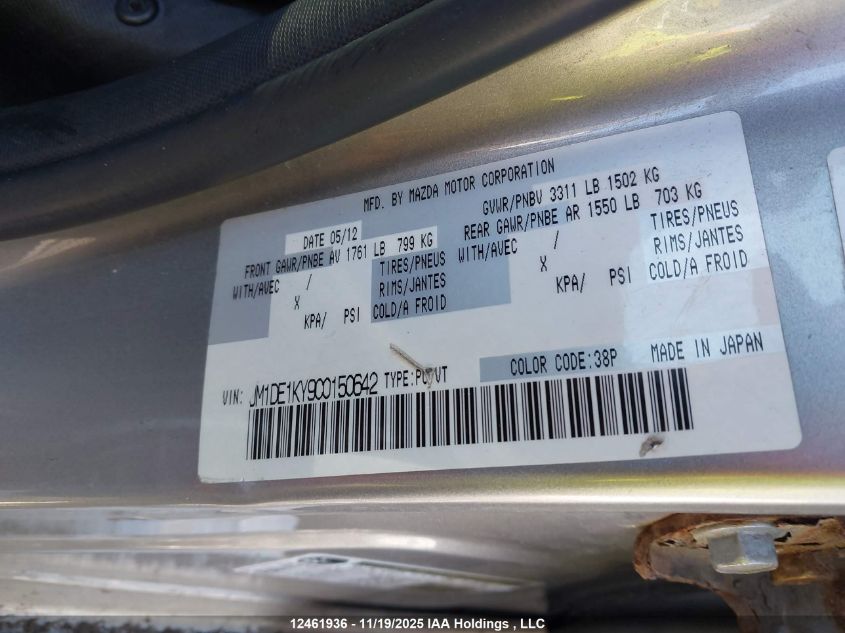 MFD. BY MAZDA MOTOR CORPORATION
DATE 05/12
GVWR/PNBV 3311 LB 1502 KG
FRONT GAWR/PNBE AV 1761 LB 799 KG
REAR GAWR/PNBE AR 1550 LB 703 KG
WITH/AVEC / TIRES/PNEUS
X RIMS/JANTES
KPA/ PSI COLD/A FROID
WITH/AVEC / TIRES/PNEUS
X RIMS/JANTES
KPA/ PSI COLD/A FROID
COLOR CODE:38P MADE IN JAPAN
VIN: JM1DE1KY9C0150642 TYPE:
12461936 - 11/19/2025 IAA Holdings , LLC